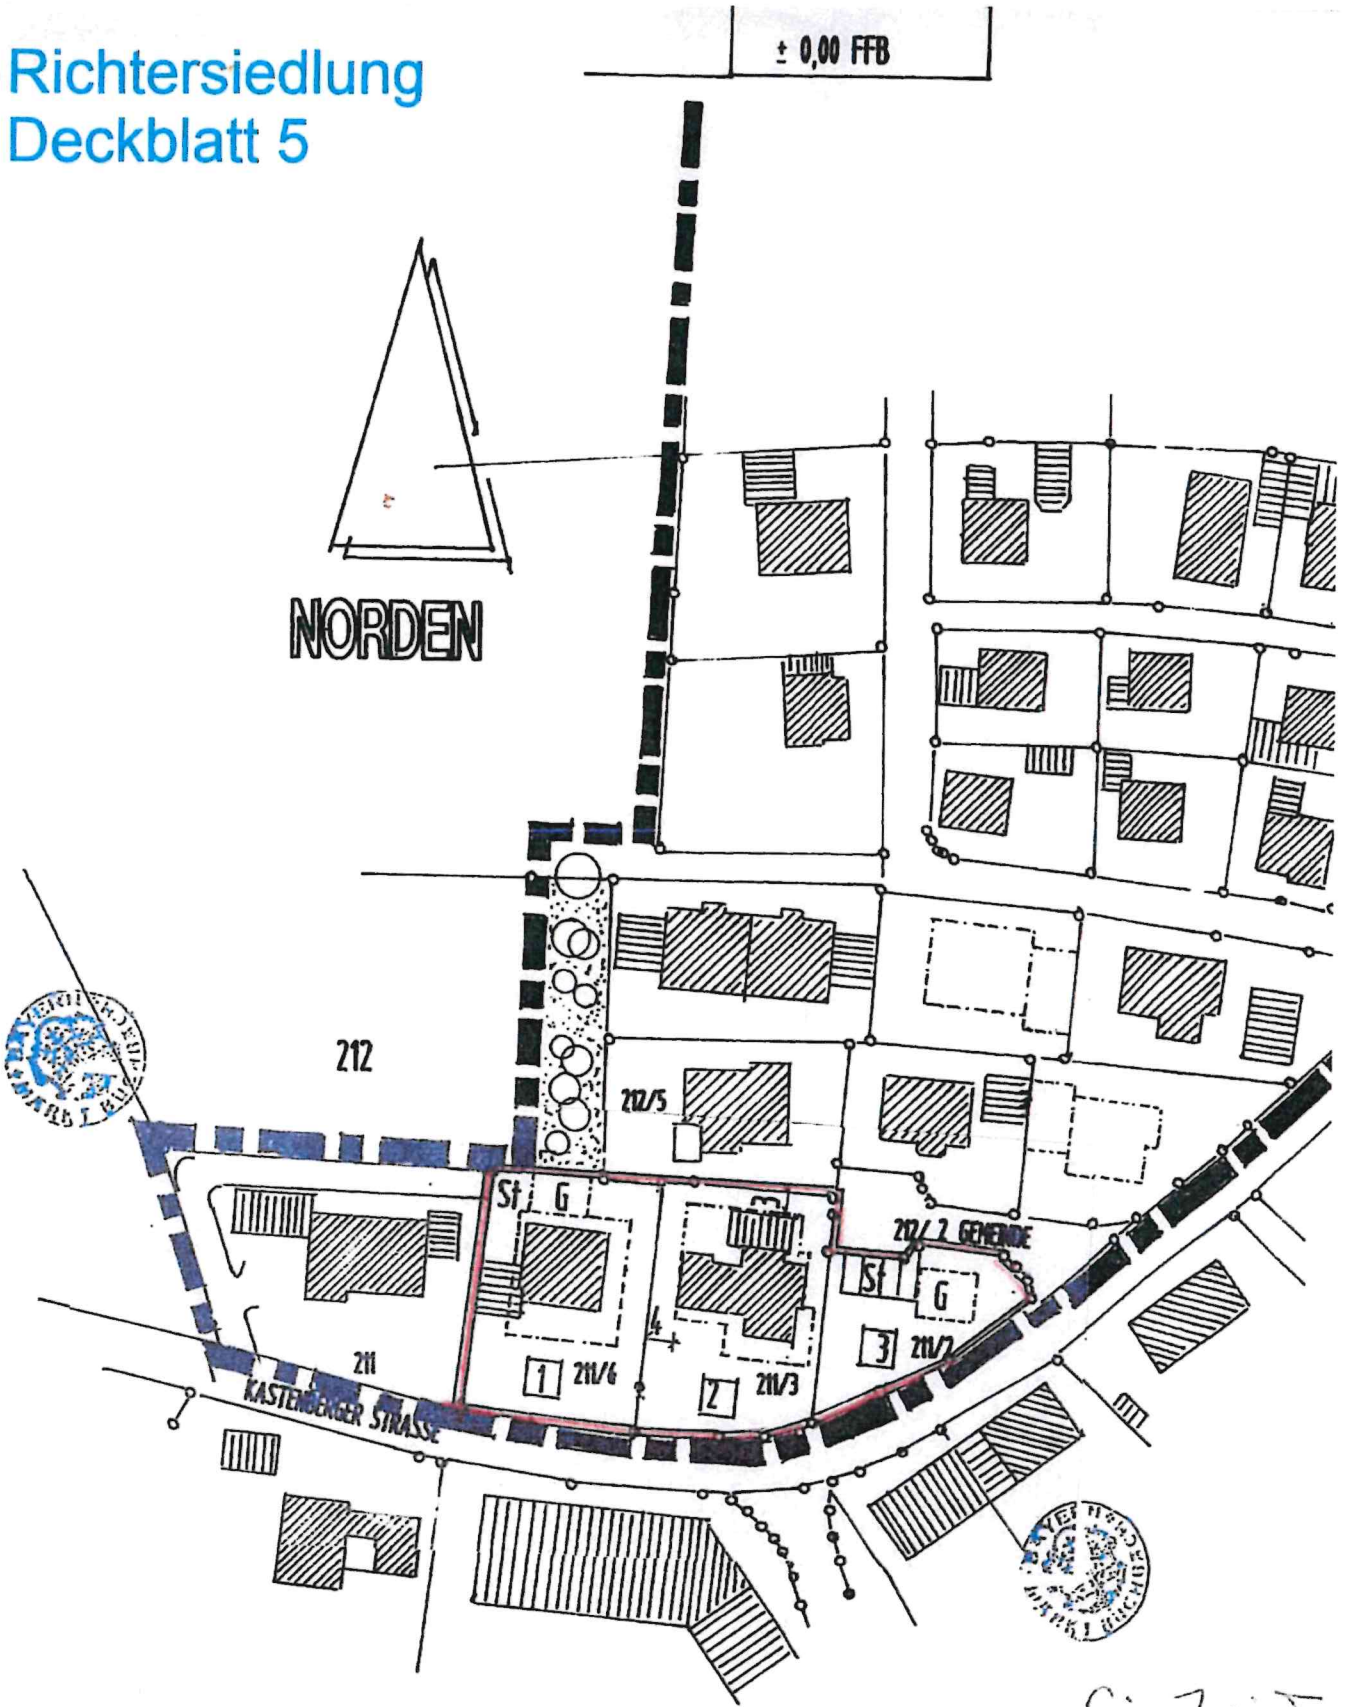 Richtersiedlung
Deckblatt 5
± 0,00 FFB
NORDEN
212
212/5
St
G
212/ 2 GEMEINDE
St
G
4
3
211/2
211
1
211/6
2
211/3
KASTENBERGER STRASSE